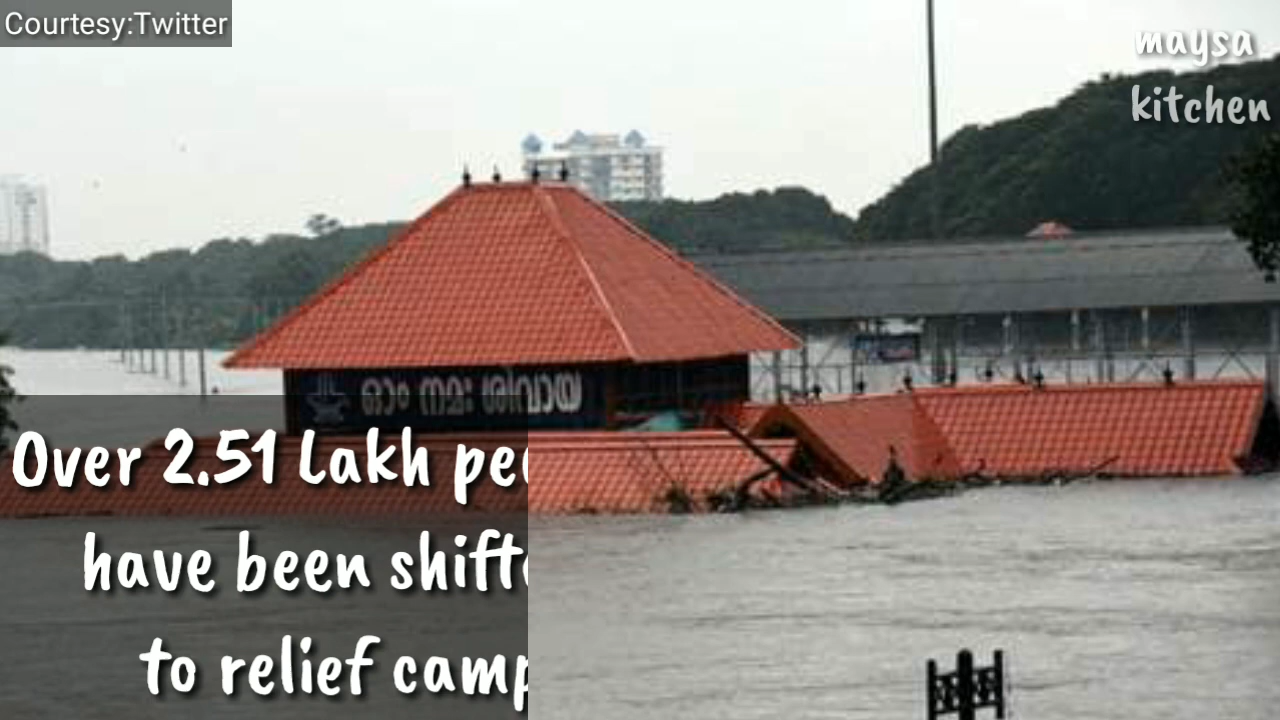 Courtesy:Twitter
maysa
kitchen
ഓം നമഃ ശിവായ
Over 2.51 Lakh pe
have been shift
to relief camp